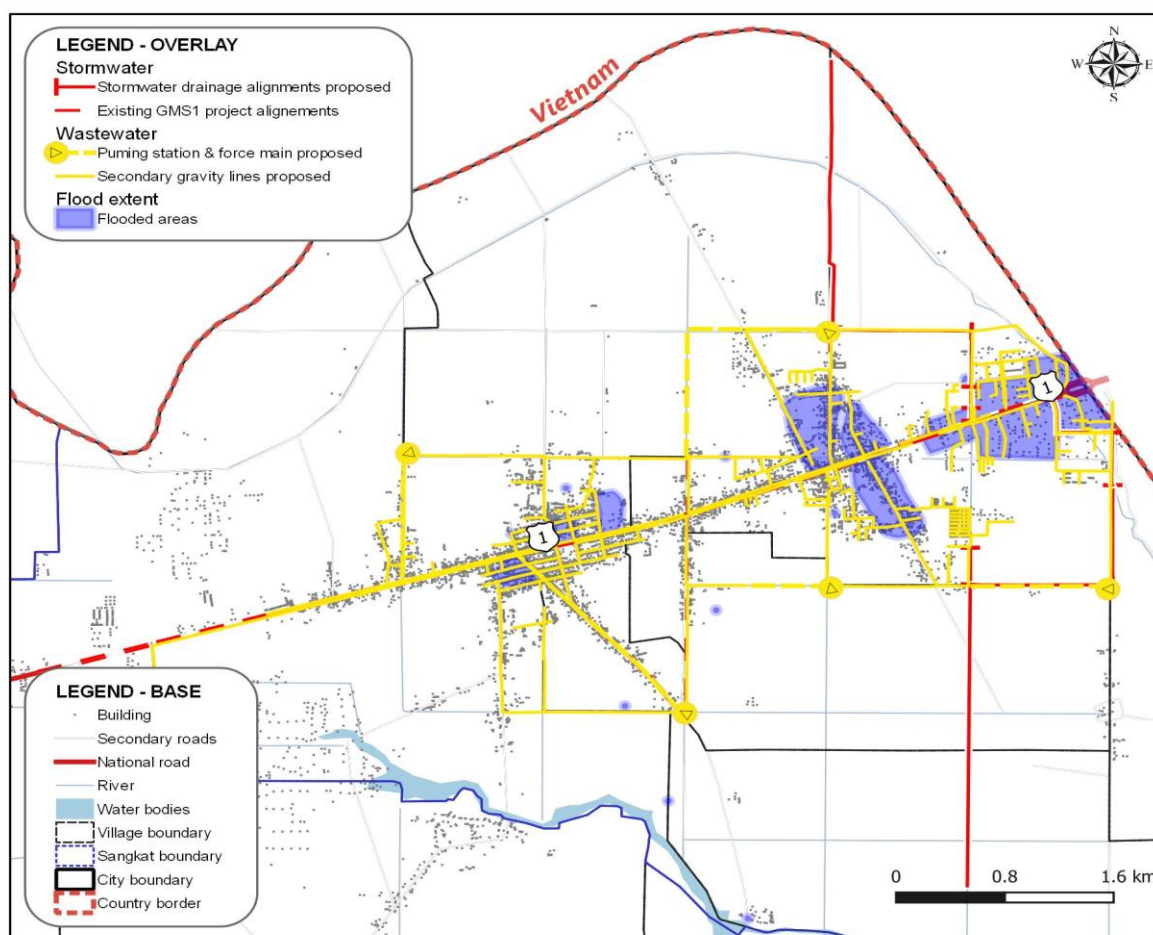 LEGEND - OVERLAY
Stormwater
Stormwater drainage alignments proposed
Existing GMS1 project alignements
Wastewater
Puming station & force main proposed
Secondary gravity lines proposed
Flood extent
Flooded areas
N
W E
S
Vietnam
1
1
LEGEND - BASE
Building
Secondary roads
National road
River
Water bodies
Village boundary
Sangkat boundary
City boundary
Country border
0 0.8 1.6 km